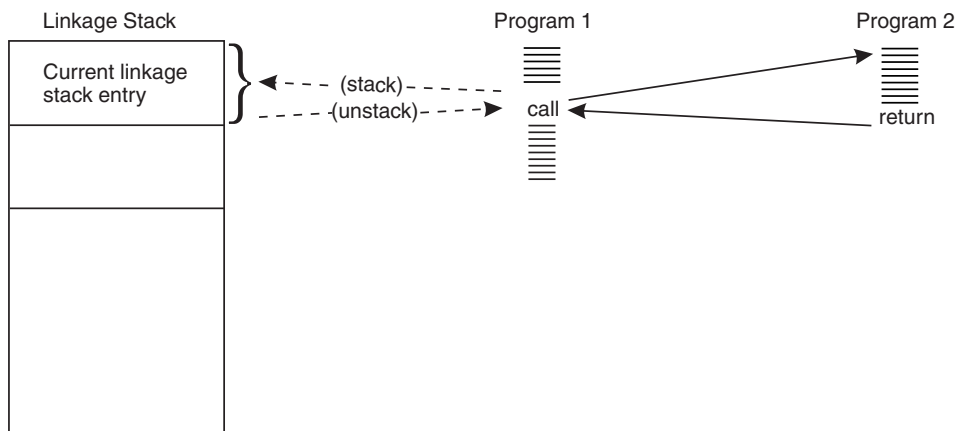 Linkage Stack
Program 1
Program 2
Current linkage
stack entry
(stack)
(unstack)
call
return